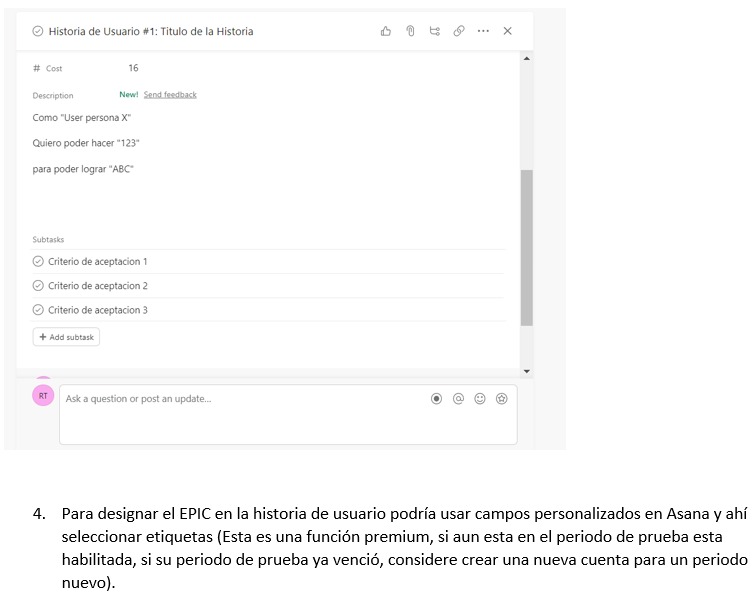 Historia de Usuario #1: Titulo de la Historia
# Cost 16
Description New! Send feedback
Como "User persona X"
Quiero poder hacer "123"
para poder lograr "ABC"
Subtasks
Criterio de aceptacion 1
Criterio de aceptacion 2
Criterio de aceptacion 3
+ Add subtask
RT Ask a question or post an update...
4. Para designar el EPIC en la historia de usuario podría usar campos personalizados en Asana y ahí
seleccionar etiquetas (Esta es una función premium, si aun esta en el periodo de prueba esta
habilitada, si su periodo de prueba ya venció, considere crear una nueva cuenta para un periodo
nuevo).